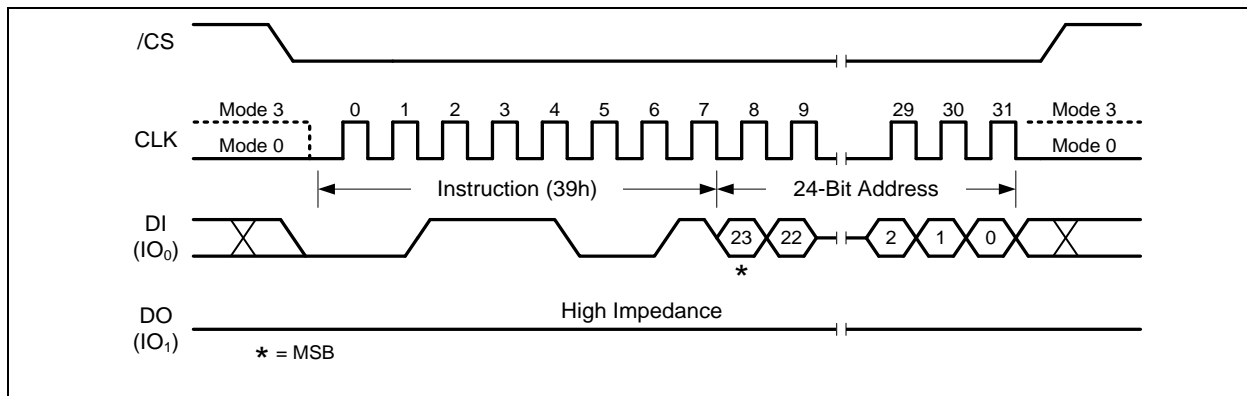 /CS
Mode 3 0 1 2 3 4 5 6 7 8 9 29 30 31 Mode 3
CLK
Mode 0 Mode 0
Instruction (39h) 24-Bit Address
DI
(IO₀)
23 22 2 1 0
*
High Impedance
DO
(IO₁)
* = MSB